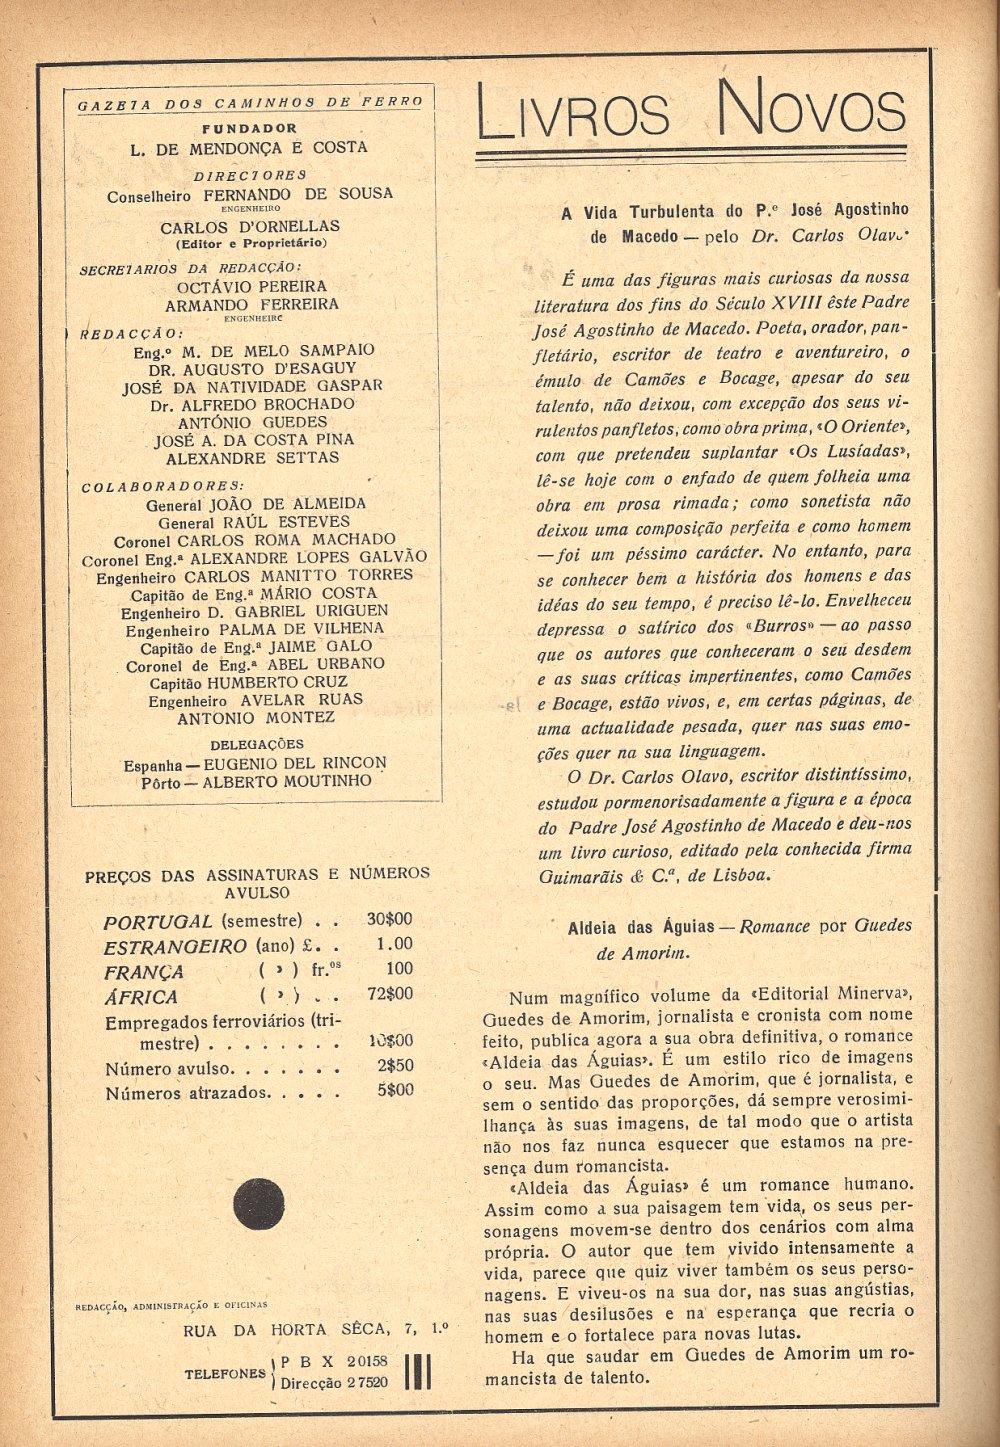 GAZETA DOS CAMINHOS DE FERRO
FUNDADOR
L. DE MENDONÇA E COSTA
DIRECTORES
Conselheiro FERNANDO DE SOUSA
ENGENHEIRO
CARLOS D'ORNELLAS
(Editor e Proprietário)
SECRETARIOS DA REDACÇÃO:
OCTÁVIO PEREIRA
ARMANDO FERREIRA
ENGENHEIRO
REDACÇÃO:
Eng.º M. DE MELO SAMPAIO
DR. AUGUSTO D'ESAGUY
JOSÉ DA NATIVIDADE GASPAR
Dr. ALFREDO BROCHADO
ANTÓNIO GUEDES
JOSÉ A. DA COSTA PINA
ALEXANDRE SETTAS
COLABORADORES:
General JOÃO DE ALMEIDA
General RAÚL ESTEVES
Coronel CARLOS ROMA MACHADO
Coronel Eng.ª ALEXANDRE LOPES GALVÃO
Engenheiro CARLOS MANITTO TORRES
Capitão de Eng.ª MÁRIO COSTA
Engenheiro D. GABRIEL URIGUEN
Engenheiro PALMA DE VILHENA
Capitão de Eng.ª JAIME GALO
Coronel de Eng.ª ABEL URBANO
Capitão HUMBERTO CRUZ
Engenheiro AVELAR RUAS
ANTONIO MONTEZ
DELEGAÇÕES
Espanha — EUGENIO DEL RINCON
Pôrto — ALBERTO MOUTINHO
PREÇOS DAS ASSINATURAS E NÚMEROS
AVULSO
PORTUGAL (semestre) . . 30$00
ESTRANGEIRO (ano) £. . 1.00
FRANÇA ( » ) fr.os 100
ÁFRICA ( » ) . . 72$00
Empregados ferroviários (tri-
mestre) . . . . . . . . 10$00
Número avulso. . . . . . . 2$50
Números atrazados. . . . . 5$00
REDACÇÃO, ADMINISTRAÇÃO E OFICINAS
RUA DA HORTA SÊCA, 7, 1.º
TELEFONES
P B X 20158
Direcção 27520
LIVROS NOVOS
A Vida Turbulenta do P.e José Agostinho
de Macedo — pelo Dr. Carlos Olavo
É uma das figuras mais curiosas da nossa
literatura dos fins do Século XVIII êste Padre
José Agostinho de Macedo. Poeta, orador, pan-
fletário, escritor de teatro e aventureiro, o
émulo de Camões e Bocage, apesar do seu
talento, não deixou, com excepção dos seus vi-
rulentos panfletos, como obra prima, «O Oriente»,
com que pretendeu suplantar «Os Lusíadas»,
lê-se hoje com o enfado de quem folheia uma
obra em prosa rimada; como sonetista não
deixou uma composição perfeita e como homem
— foi um péssimo carácter. No entanto, para
se conhecer bem a história dos homens e das
idéas do seu tempo, é preciso lê-lo. Envelheceu
depressa o satírico dos «Burros» — ao passo
que os autores que conheceram o seu desdem
e as suas críticas impertinentes, como Camões
e Bocage, estão vivos, e, em certas páginas, de
uma actualidade pesada, quer nas suas emo-
ções quer na sua linguagem.
O Dr. Carlos Olavo, escritor distintíssimo,
estudou pormenorisadamente a figura e a época
do Padre José Agostinho de Macedo e deu-nos
um livro curioso, editado pela conhecida firma
Guimarãis & C.ª, de Lisboa.
Aldeia das Águias — Romance por Guedes
de Amorim.
Num magnífico volume da «Editorial Minerva»,
Guedes de Amorim, jornalista e cronista com nome
feito, publica agora a sua obra definitiva, o romance
«Aldeia das Águias». É um estilo rico de imagens
o seu. Mas Guedes de Amorim, que é jornalista, e
sem o sentido das proporções, dá sempre verosimi-
lhança às suas imagens, de tal modo que o artista
não nos faz nunca esquecer que estamos na pre-
sença dum romancista.
«Aldeia das Águias» é um romance humano.
Assim como a sua paisagem tem vida, os seus per-
sonagens movem-se dentro dos cenários com alma
própria. O autor que tem vivido intensamente a
vida, parece que quiz viver também os seus perso-
nagens. E viveu-os na sua dor, nas suas angústias,
nas suas desilusões e na esperança que recria o
homem e o fortalece para novas lutas.
Ha que saudar em Guedes de Amorim um ro-
mancista de talento.